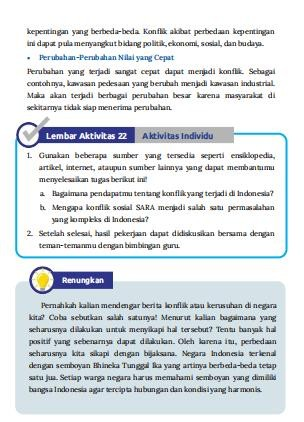 kepentingan yang berbeda-beda. Konflik akibat perbedaan kepentingan
ini dapat pula menyangkut bidang politik, ekonomi, sosial, dan budaya.
• Perubahan-Perubahan Nilai yang Cepat
Perubahan yang terjadi sangat cepat dapat menjadi konflik. Sebagai
contohnya, kawasan pedesaan yang berubah menjadi kawasan industrial.
Maka akan terjadi berbagai perubahan besar karena masyarakat di
sekitarnya tidak siap menerima perubahan.
Lembar Aktivitas 22 Aktivitas Individu
1. Gunakan beberapa sumber yang tersedia seperti ensiklopedia,
artikel, internet, ataupun sumber lainnya yang dapat membantumu
menyelesaikan tugas berikut ini!
a. Bagaimana pendapatmu tentang konflik yang terjadi di Indonesia?
b. Mengapa konflik sosial SARA menjadi salah satu permasalahan
yang kompleks di Indonesia?
2. Setelah selesai, hasil pekerjaan dapat didiskusikan bersama dengan
teman-temanmu dengan bimbingan guru.
Renungkan
Pernahkah kalian mendengar berita konflik atau kerusuhan di negara
kita? Coba sebutkan salah satunya! Menurut kalian bagaimana yang
seharusnya dilakukan untuk menyikapi hal tersebut? Tentu banyak hal
positif yang sebenarnya dapat dilakukan. Oleh karena itu, perbedaan
seharusnya kita sikapi dengan bijaksana. Negara Indonesia terkenal
dengan semboyan Bhineka Tunggal Ika yang artinya berbeda-beda tetap
satu jua. Setiap warga negara harus memahami semboyan yang dimiliki
bangsa Indonesia agar tercipta hubungan dan kondisi yang harmonis.